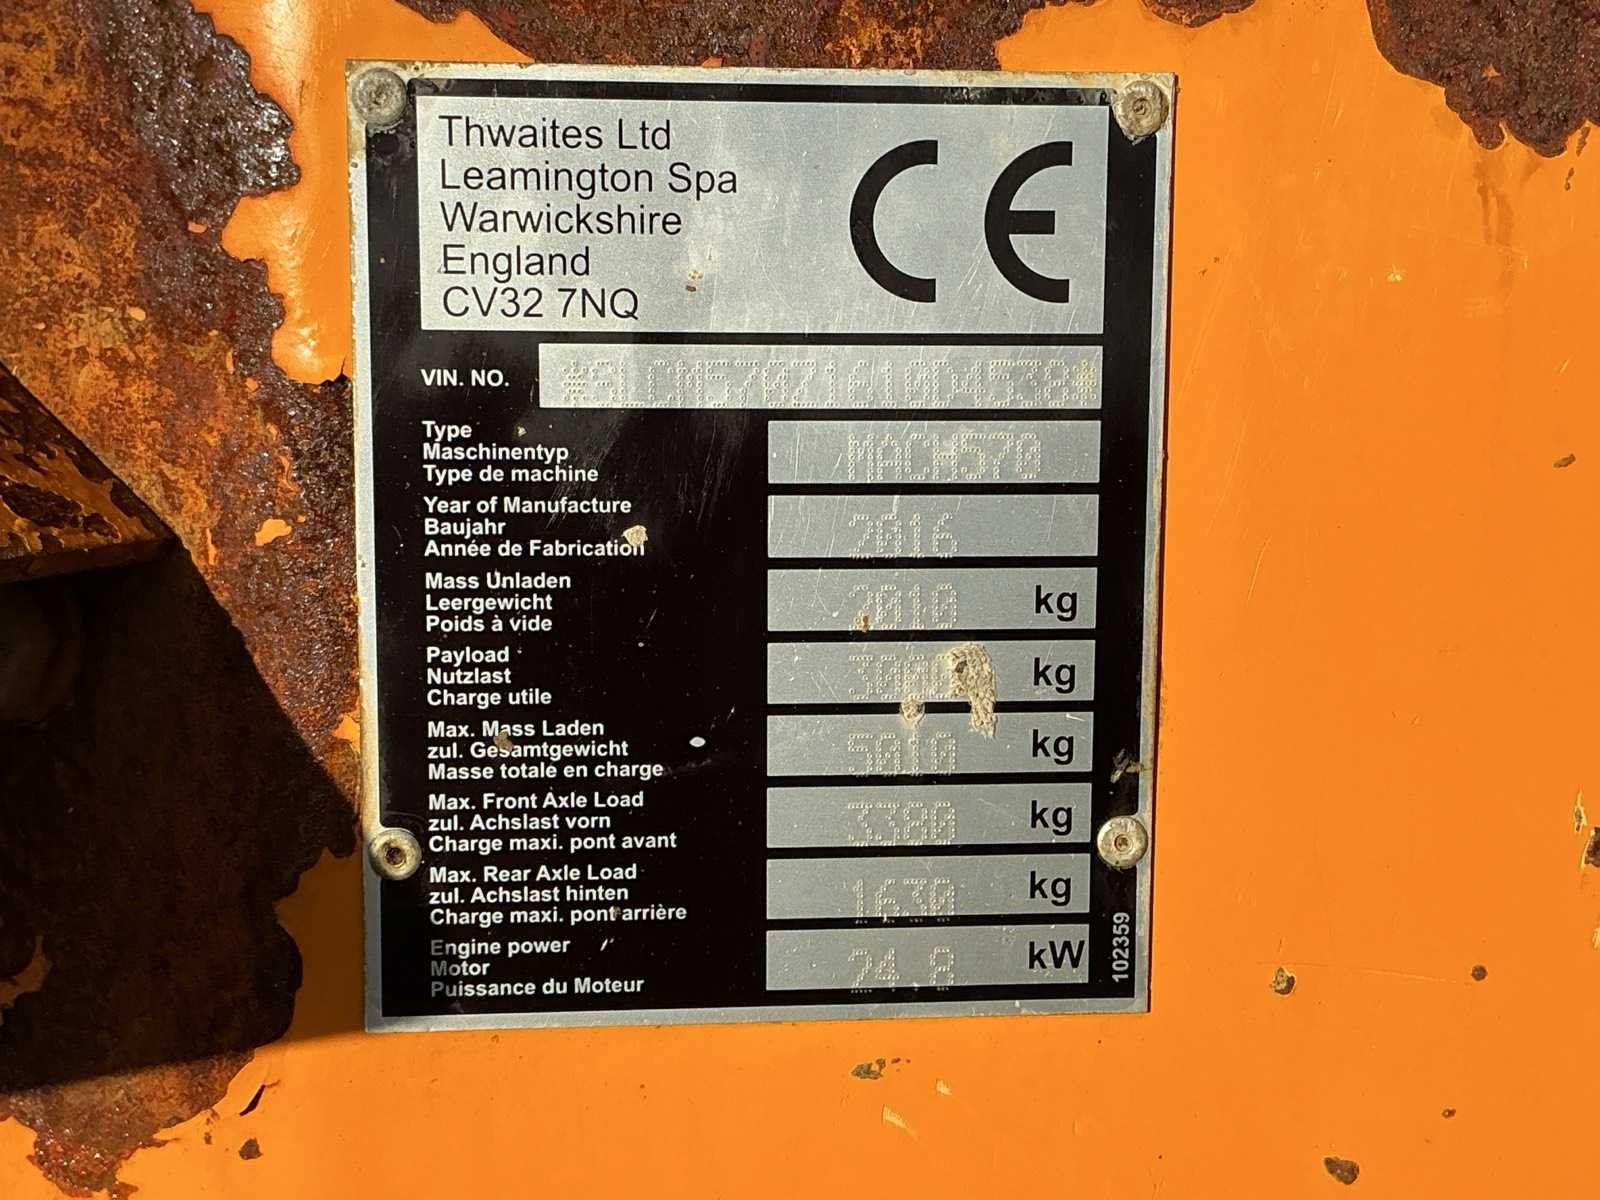 Thwaites Ltd
Leamington Spa
Warwickshire
England
CV32 7NQ
CE
VIN. NO.
Type
Maschinentyp
Type de machine
MACH570
Year of Manufacture
Baujahr
Année de Fabrication
2016
Mass Unladen
Leergewicht
Poids à vide
2010 kg
Payload
Nutzlast
Charge utile
kg
Max. Mass Laden
zul. Gesamtgewicht
Masse totale en charge
5010 kg
Max. Front Axle Load
zul. Achslast vorn
Charge maxi. pont avant
3380 kg
Max. Rear Axle Load
zul. Achslast hinten
Charge maxi. pont arrière
1630 kg
Engine power
Motor
Puissance du Moteur
24.8 kW
102359